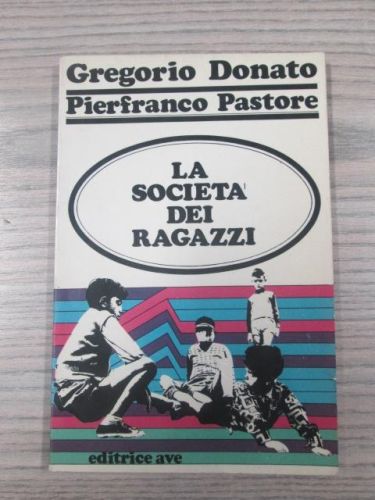 Gregorio Donato
Pierfranco Pastore
LA
SOCIETA'
DEI
RAGAZZI
editrice ave